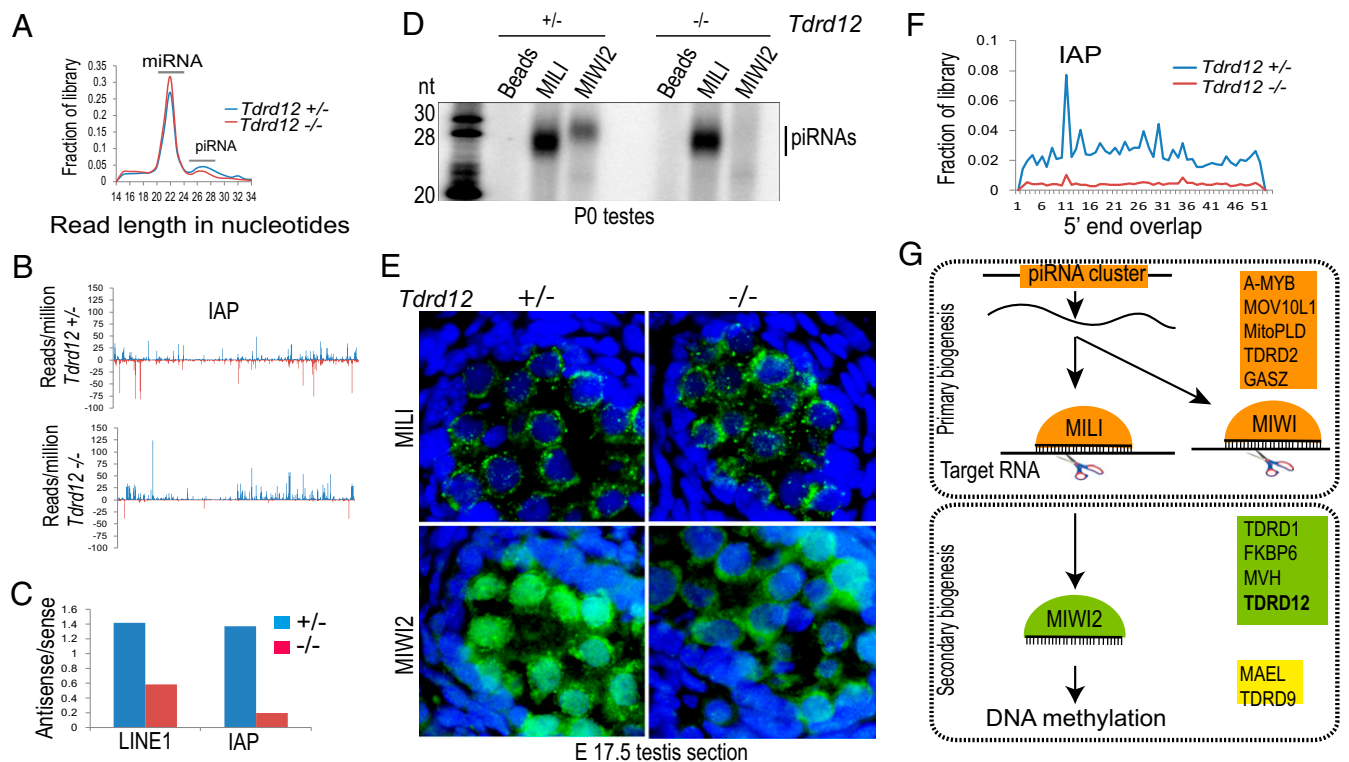 A
miRNA
piRNA
Tdrd12 +/-
Tdrd12 -/-
Fraction of library
0.35
0.3
0.25
0.2
0.15
0.1
0.05
0
14 16 18 20 22 24 26 28 30 32 34
Read length in nucleotides
B
IAP
Reads/million
Tdrd12 +/-
150
125
100
75
50
25
0
-25
-50
-75
-100
Reads/million
Tdrd12 -/-
150
125
100
75
50
25
0
-25
-50
-75
-100
C
Antisense/sense
1.6
1.4
1.2
1
0.8
0.6
0.4
0.2
0
+/-
-/-
LINE1 IAP
D
+/- -/- Tdrd12
nt Beads MILI MIWI2 Beads MILI MIWI2
30
28
20
piRNAs
P0 testes
E
Tdrd12 +/- -/-
MILI
MIWI2
E 17.5 testis section
F
IAP
Tdrd12 +/-
Tdrd12 -/-
Fraction of library
0.1
0.08
0.06
0.04
0.02
0
1 6 11 16 21 26 31 36 41 46 51
5' end overlap
G
Primary biogenesis
piRNA cluster
A-MYB
MOV10L1
MitoPLD
TDRD2
GASZ
MILI
MIWI
Target RNA
Secondary biogenesis
TDRD1
FKBP6
MVH
TDRD12
MIWI2
MAEL
TDRD9
DNA methylation